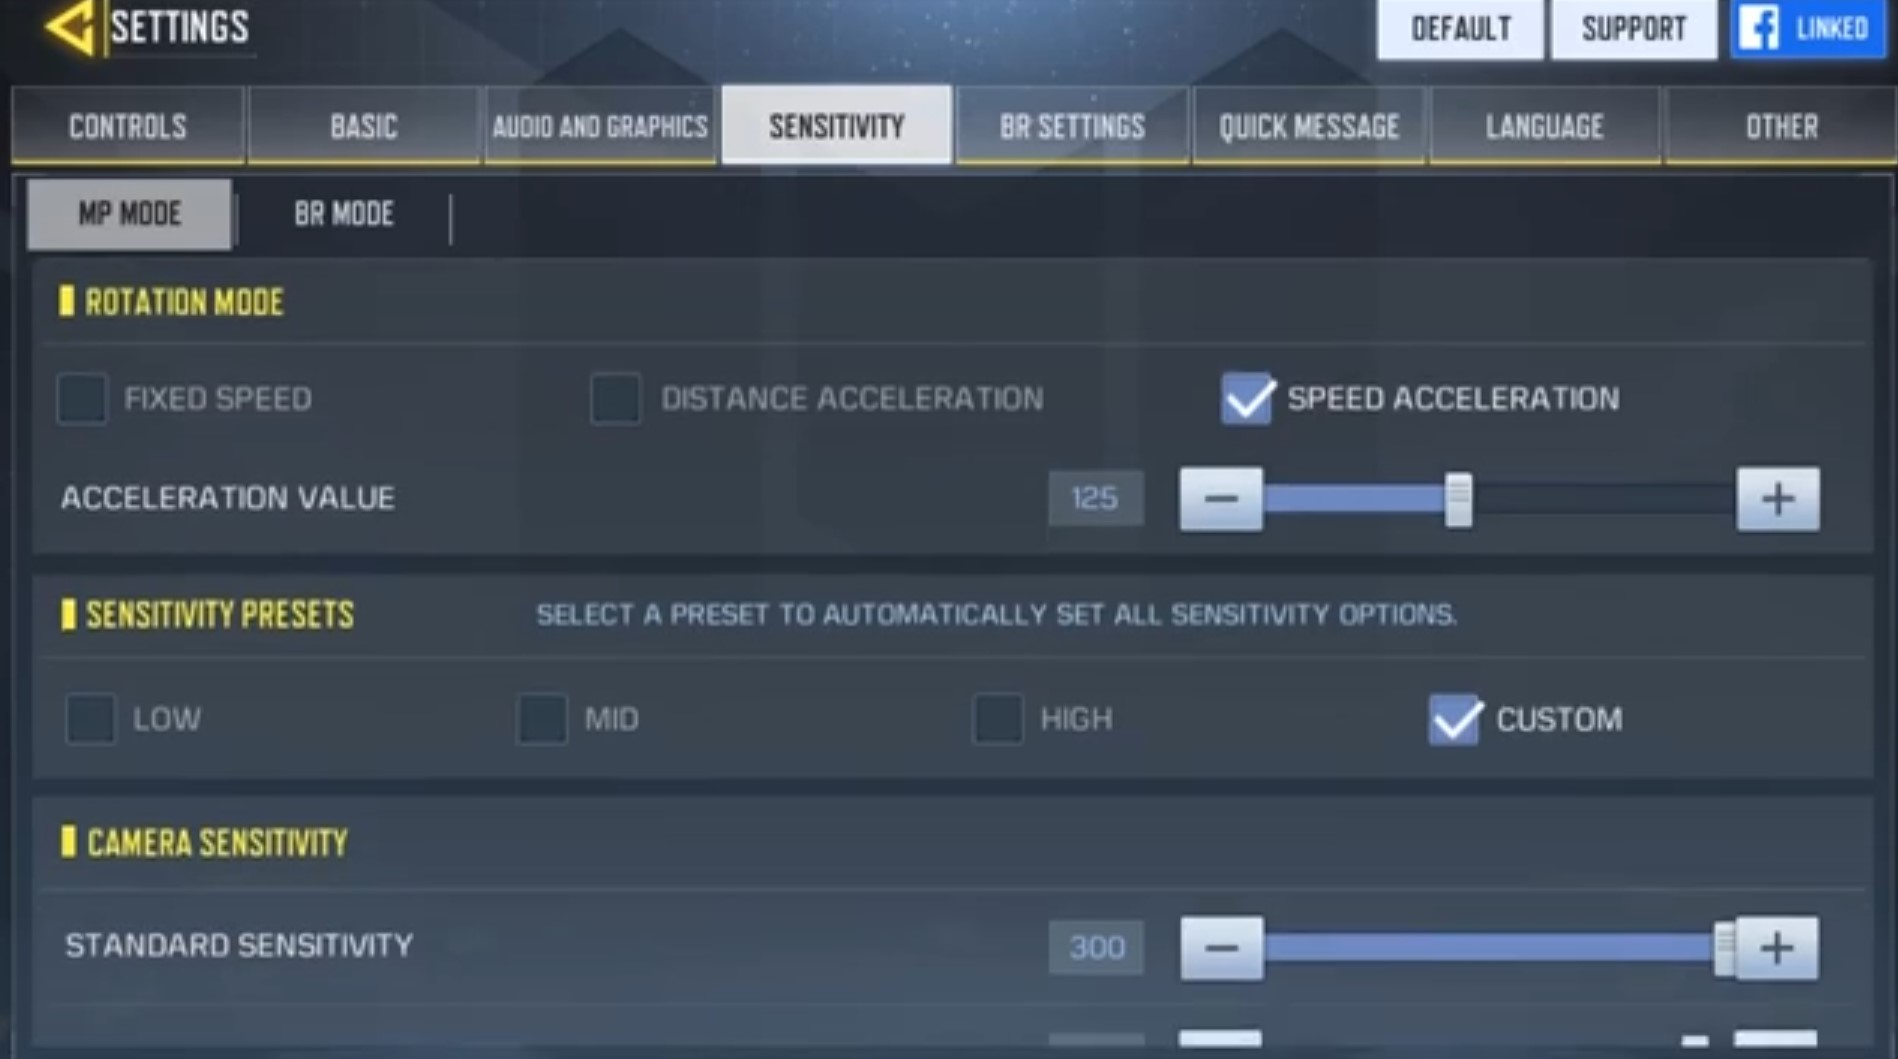 SETTINGS
DEFAULT
SUPPORT
LINKED
CONTROLS
BASIC
AUDIO AND GRAPHICS
SENSITIVITY
BR SETTINGS
QUICK MESSAGE
LANGUAGE
OTHER
MP MODE
BR MODE
ROTATION MODE
FIXED SPEED
DISTANCE ACCELERATION
SPEED ACCELERATION
ACCELERATION VALUE
125
SENSITIVITY PRESETS
SELECT A PRESET TO AUTOMATICALLY SET ALL SENSITIVITY OPTIONS.
LOW
MID
HIGH
CUSTOM
CAMERA SENSITIVITY
STANDARD SENSITIVITY
300